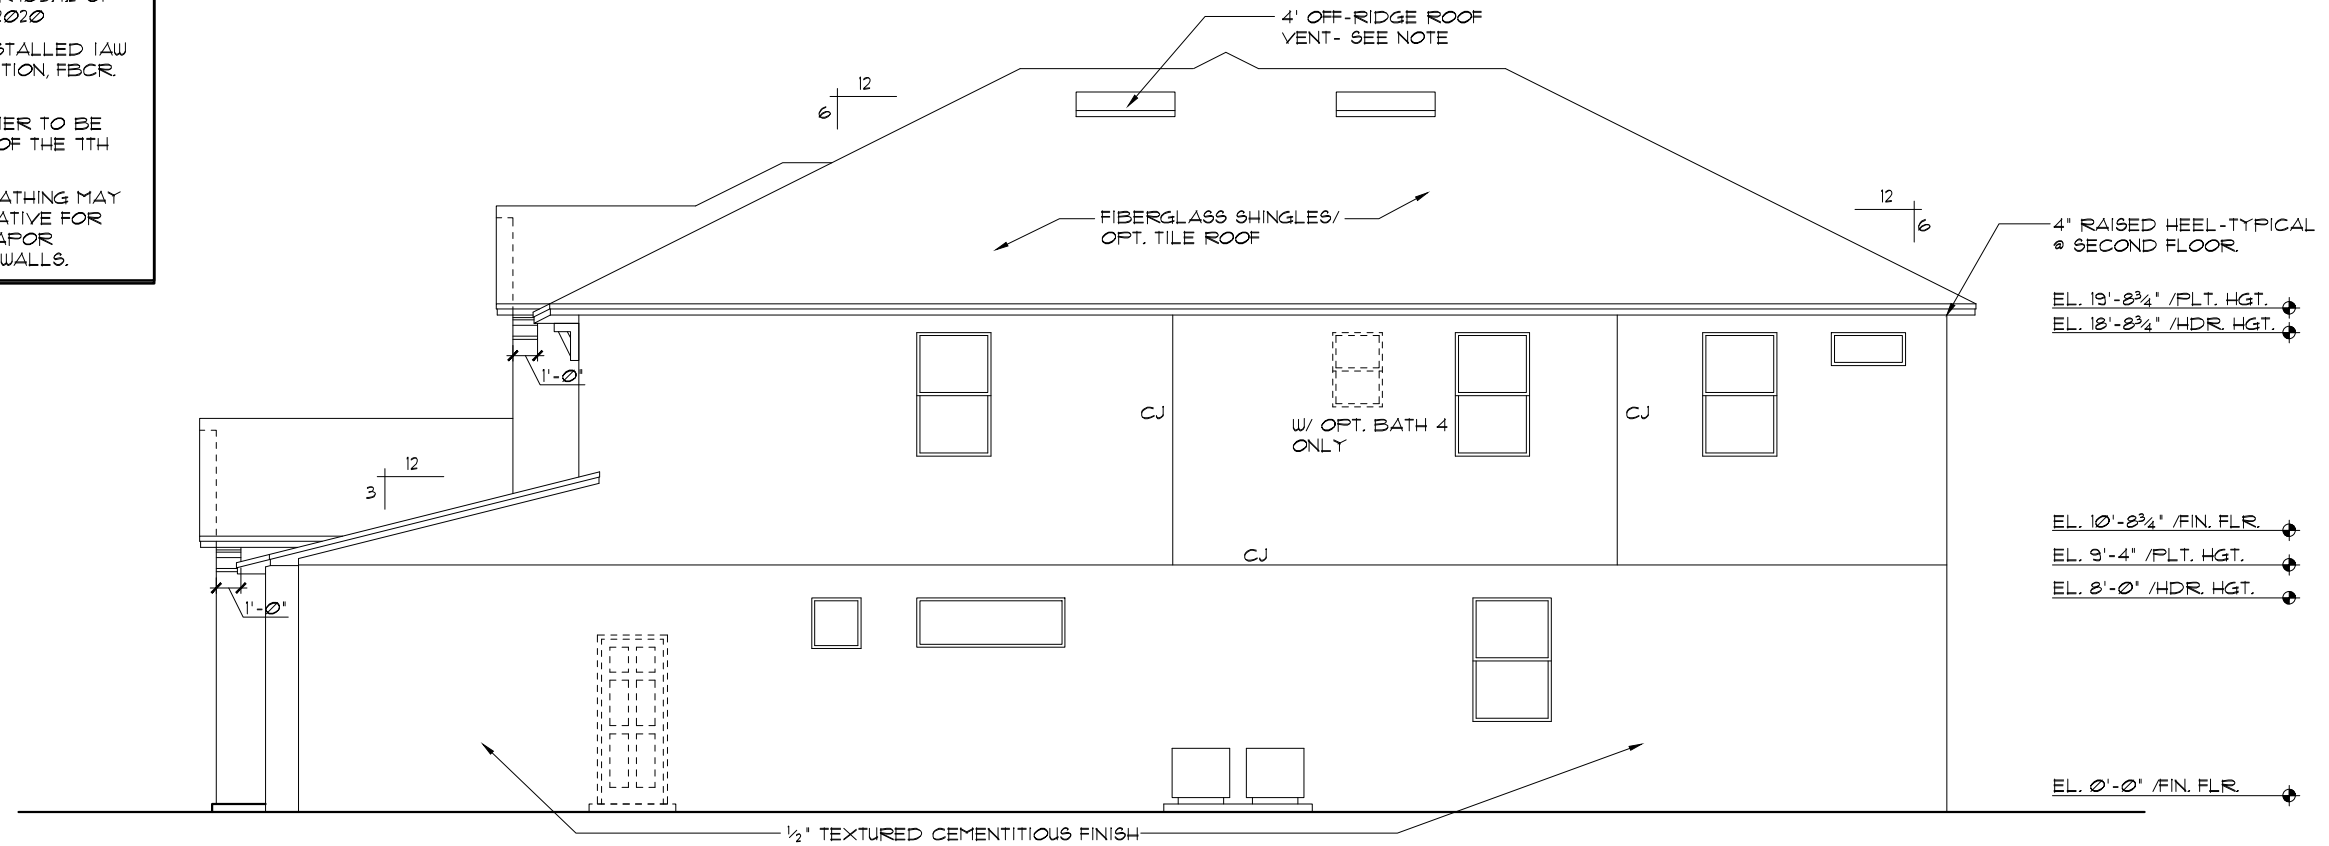 2020
STALLED IAW
TION, FBCR.
IER TO BE
OF THE 7TH
ATHING MAY
ATIVE FOR
APOR
WALLS.
4' OFF-RIDGE ROOF
VENT- SEE NOTE
12
6
FIBERGLASS SHINGLES/
OPT. TILE ROOF
12
6
4" RAISED HEEL-TYPICAL
@ SECOND FLOOR.
EL. 19'-8¾" /PLT. HGT.
EL. 18'-8¾" /HDR. HGT.
1'-0"
CJ
W/ OPT. BATH 4
ONLY
CJ
12
3
EL. 10'-8¾" /FIN. FLR.
CJ
EL. 9'-4" /PLT. HGT.
EL. 8'-0" /HDR. HGT.
1'-0"
EL. 0'-0" /FIN. FLR.
½" TEXTURED CEMENTITIOUS FINISH